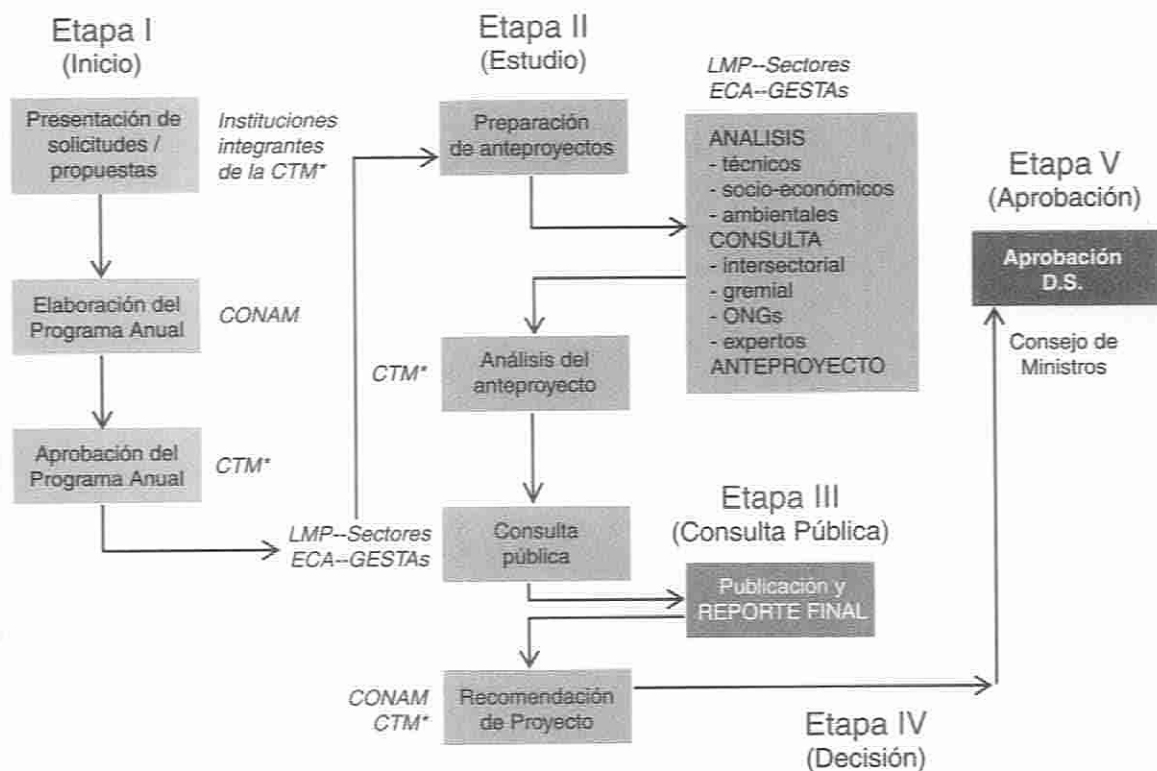 Etapa I
(Inicio)
Presentación de
solicitudes /
propuestas
Instituciones
integrantes
de la CTM*
Elaboración del
Programa Anual
CONAM
Aprobación del
Programa Anual
CTM*
LMP--Sectores
ECA--GESTAs
Etapa II
(Estudio)
Preparación
de anteproyectos
LMP--Sectores
ECA--GESTAs
ANALISIS
- técnicos
- socio-económicos
- ambientales
CONSULTA
- intersectorial
- gremial
- ONGs
- expertos
ANTEPROYECTO
CTM*
Análisis del
anteproyecto
Consulta
pública
Etapa III
(Consulta Pública)
Publicación y
REPORTE FINAL
CONAM
CTM*
Recomendación
de Proyecto
Etapa IV
(Decisión)
Etapa V
(Aprobación)
Aprobación
D.S.
Consejo de
Ministros